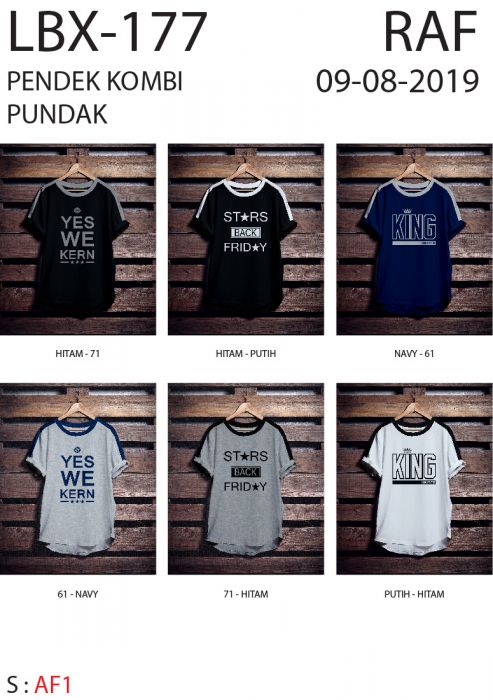 LBX-177
RAF
PENDEK KOMBI
09-08-2019
PUNDAK
YES
WE
KERN
ST★RS
BACK
FRID★Y
KING
HITAM - 71
HITAM - PUTIH
NAVY - 61
YES
WE
KERN
ST★RS
BACK
FRID★Y
KING
61 - NAVY
71 - HITAM
PUTIH - HITAM
S : AF1